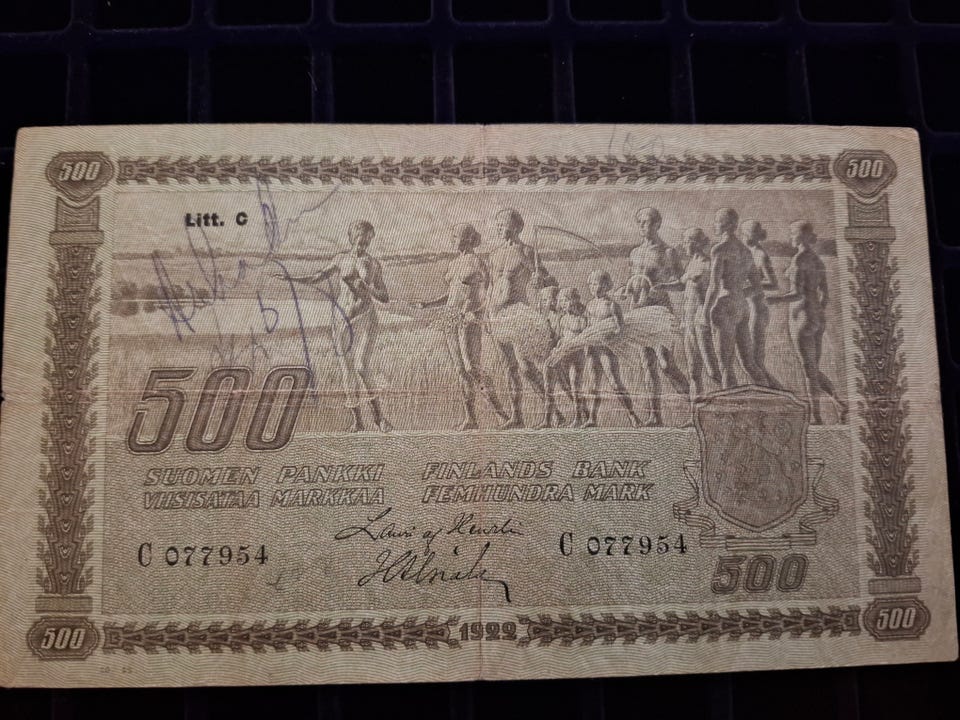 500 500
Litt. C
500
SUOMEN PANKKI FINLANDS BANK
VIISISATAA MARKKAA FEMHUNDRA MARK
C 077954 C 077954
500
500 1922 500